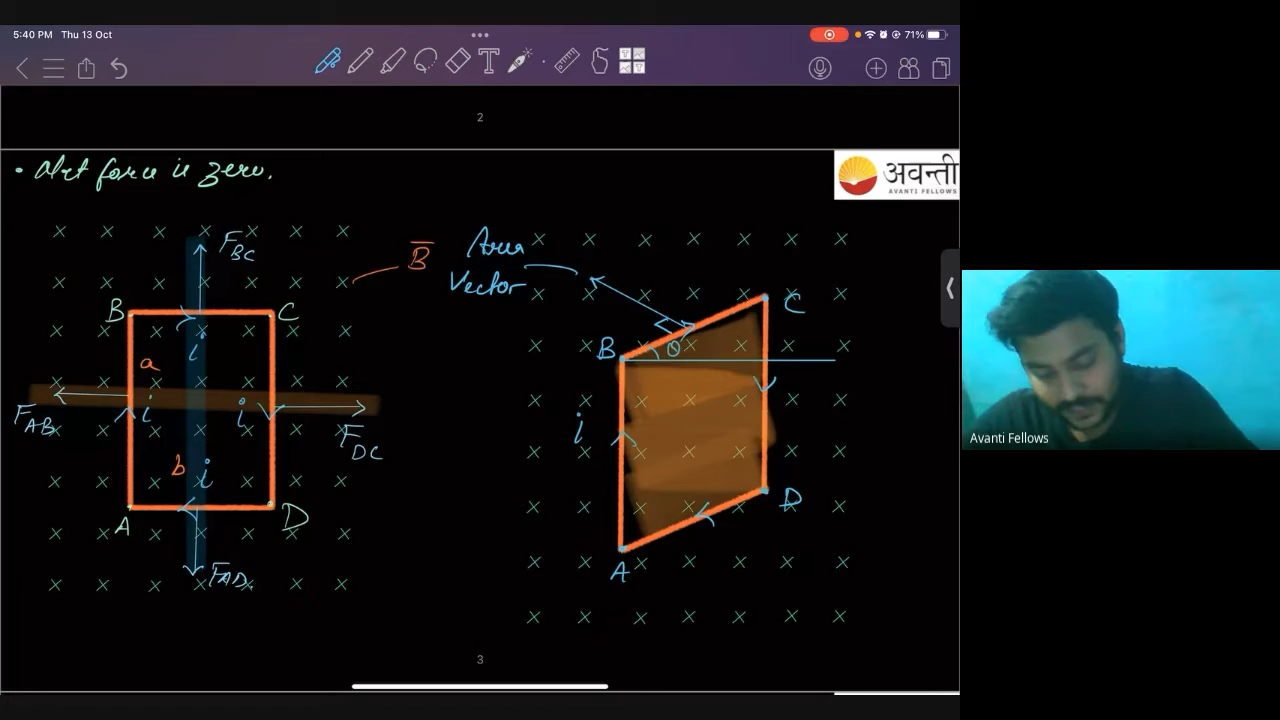 5:40 PM Thu 13 Oct
71%
2
• Net force is zero.
अवन्ती
AVANTI FELLOWS
F_BC
B̅
Area
Vector
B
C
a
i
i
i
F_AB
F_DC
b
i
A
D
F_AD
C
B
θ
i
D
A
3
Avanti Fellows